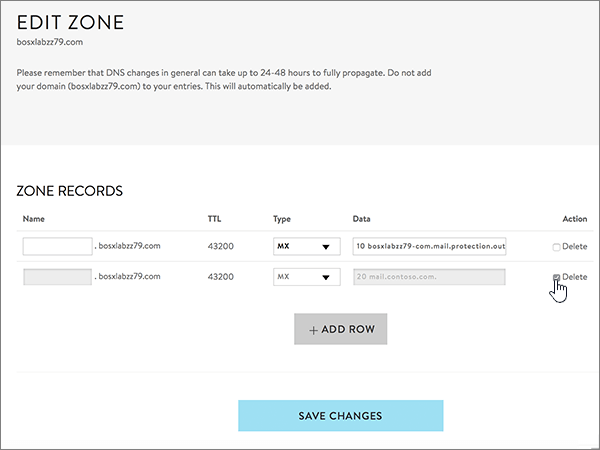 EDIT ZONE
bosxlabzz79.com
Please remember that DNS changes in general can take up to 24-48 hours to fully propagate. Do not add
your domain (bosxlabzz79.com) to your entries. This will automatically be added.
ZONE RECORDS
Name TTL Type Data Action
. bosxlabzz79.com 43200 MX 10 bosxlabzz79-com.mail.protection.out Delete
. bosxlabzz79.com 43200 MX 20 mail.contoso.com. Delete
+ ADD ROW
SAVE CHANGES